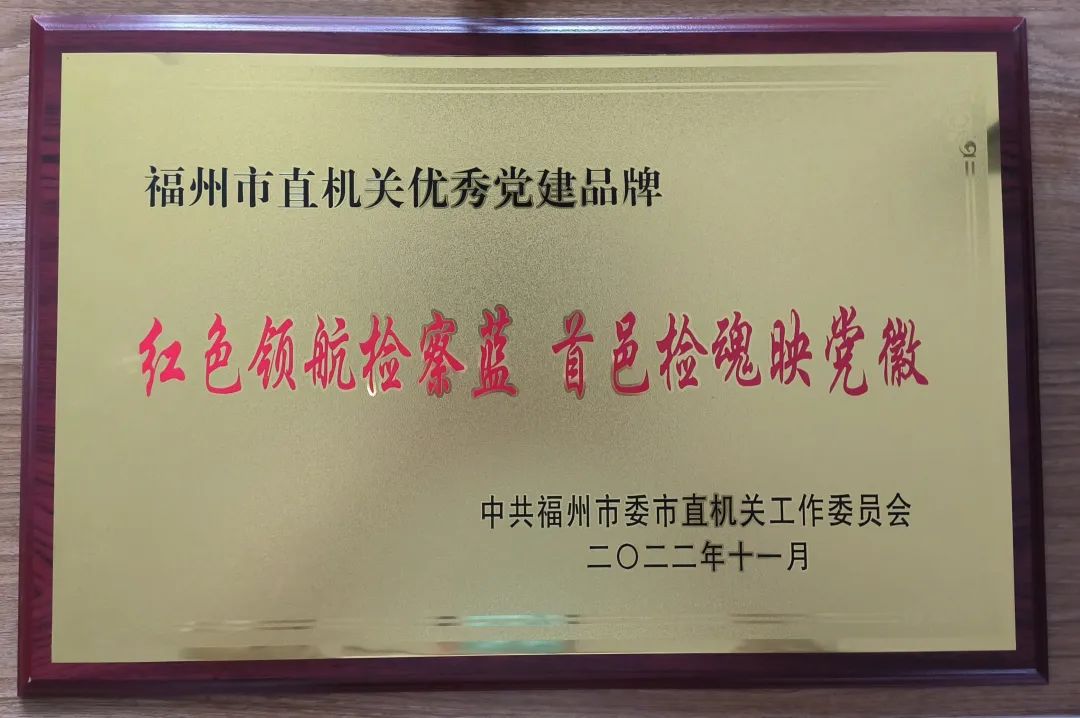 福州市直机关优秀党建品牌
红色领航检察蓝 首邑检魂映党徽
中共福州市委市直机关工作委员会
二〇二二年十一月